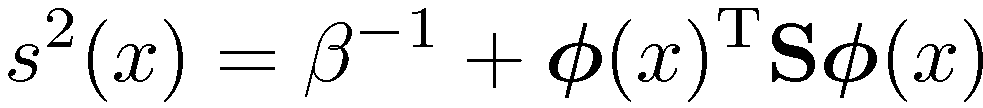 s²(x) = β⁻¹ + ϕ(x)ᵀSϕ(x)